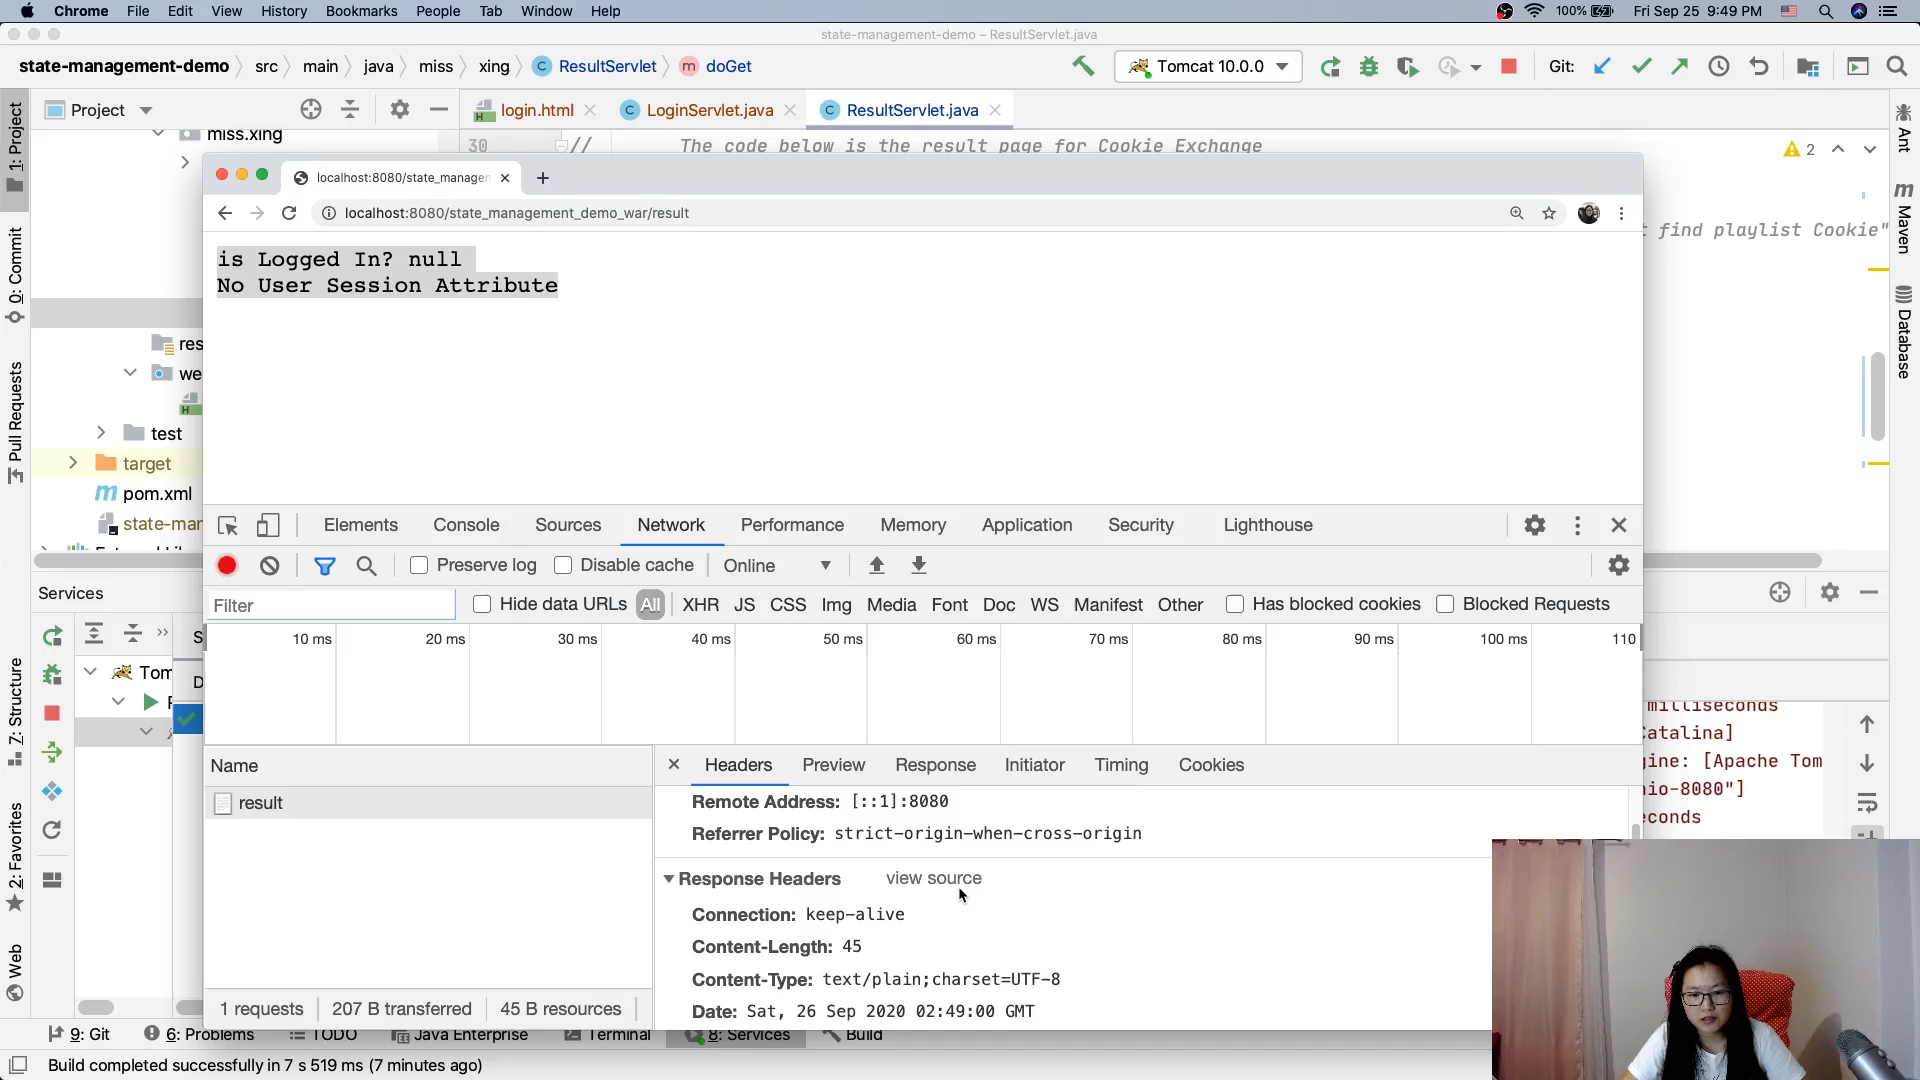 Chrome File Edit View History Bookmarks People Tab Window Help 100% Fri Sep 25 9:49 PM
state-management-demo – ResultServlet.java
state-management-demo src main java miss xing C ResultServlet m doGet Tomcat 10.0.0 Git:
Project login.html LoginServlet.java ResultServlet.java
1: Project
0: Commit
Pull Requests
Z: Structure
2: Favorites
Web
Ant
Maven
Database
miss.xing
30 // The code below is the result page for Cookie Exchange
2
localhost:8080/state_managen
localhost:8080/state_management_demo_war/result
find playlist Cookie"
is Logged In? null
No User Session Attribute
res
we
test
target
pom.xml
state-mar
Elements Console Sources Network Performance Memory Application Security Lighthouse
Preserve log Disable cache Online
Services
Filter Hide data URLs All XHR JS CSS Img Media Font Doc WS Manifest Other Has blocked cookies Blocked Requests
10 ms 20 ms 30 ms 40 ms 50 ms 60 ms 70 ms 80 ms 90 ms 100 ms 110
Tom
milliseconds
Catalina]
gine: [Apache Tom
nio-8080"]
econds
Name
result
Headers Preview Response Initiator Timing Cookies
Remote Address: [::1]:8080
Referrer Policy: strict-origin-when-cross-origin
Response Headers view source
Connection: keep-alive
Content-Length: 45
Content-Type: text/plain;charset=UTF-8
Date: Sat, 26 Sep 2020 02:49:00 GMT
1 requests 207 B transferred 45 B resources
9: Git 6: Problems TODO Java Enterprise Terminal 8: Services Build
Build completed successfully in 7 s 519 ms (7 minutes ago)